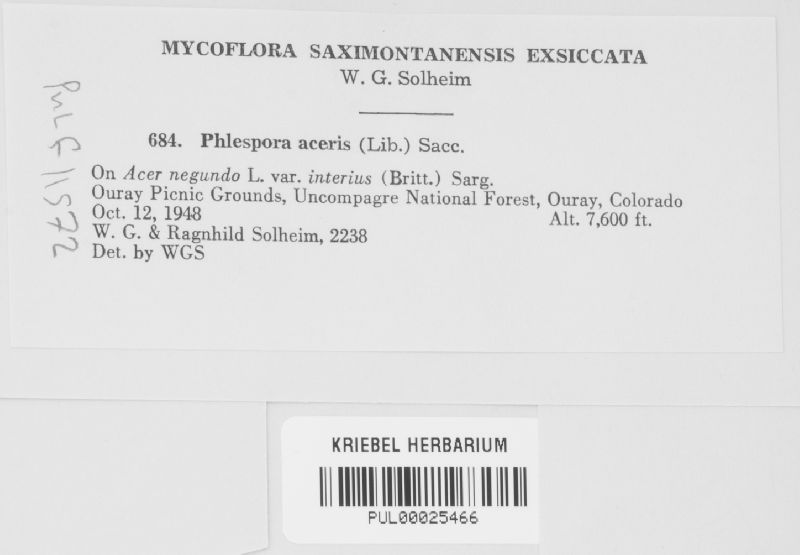 MYCOFLORA SAXIMONTANENSIS EXSICCATA
W. G. Solheim
684. Phlespora aceris (Lib.) Sacc.
On Acer negundo L. var. interius (Britt.) Sarg.
Ouray Picnic Grounds, Uncompagre National Forest, Ouray, Colorado
Oct. 12, 1948 Alt. 7,600 ft.
W. G. & Ragnhild Solheim, 2238
Det. by WGS
PUL F11572
KRIEBEL HERBARIUM
PUL00025466